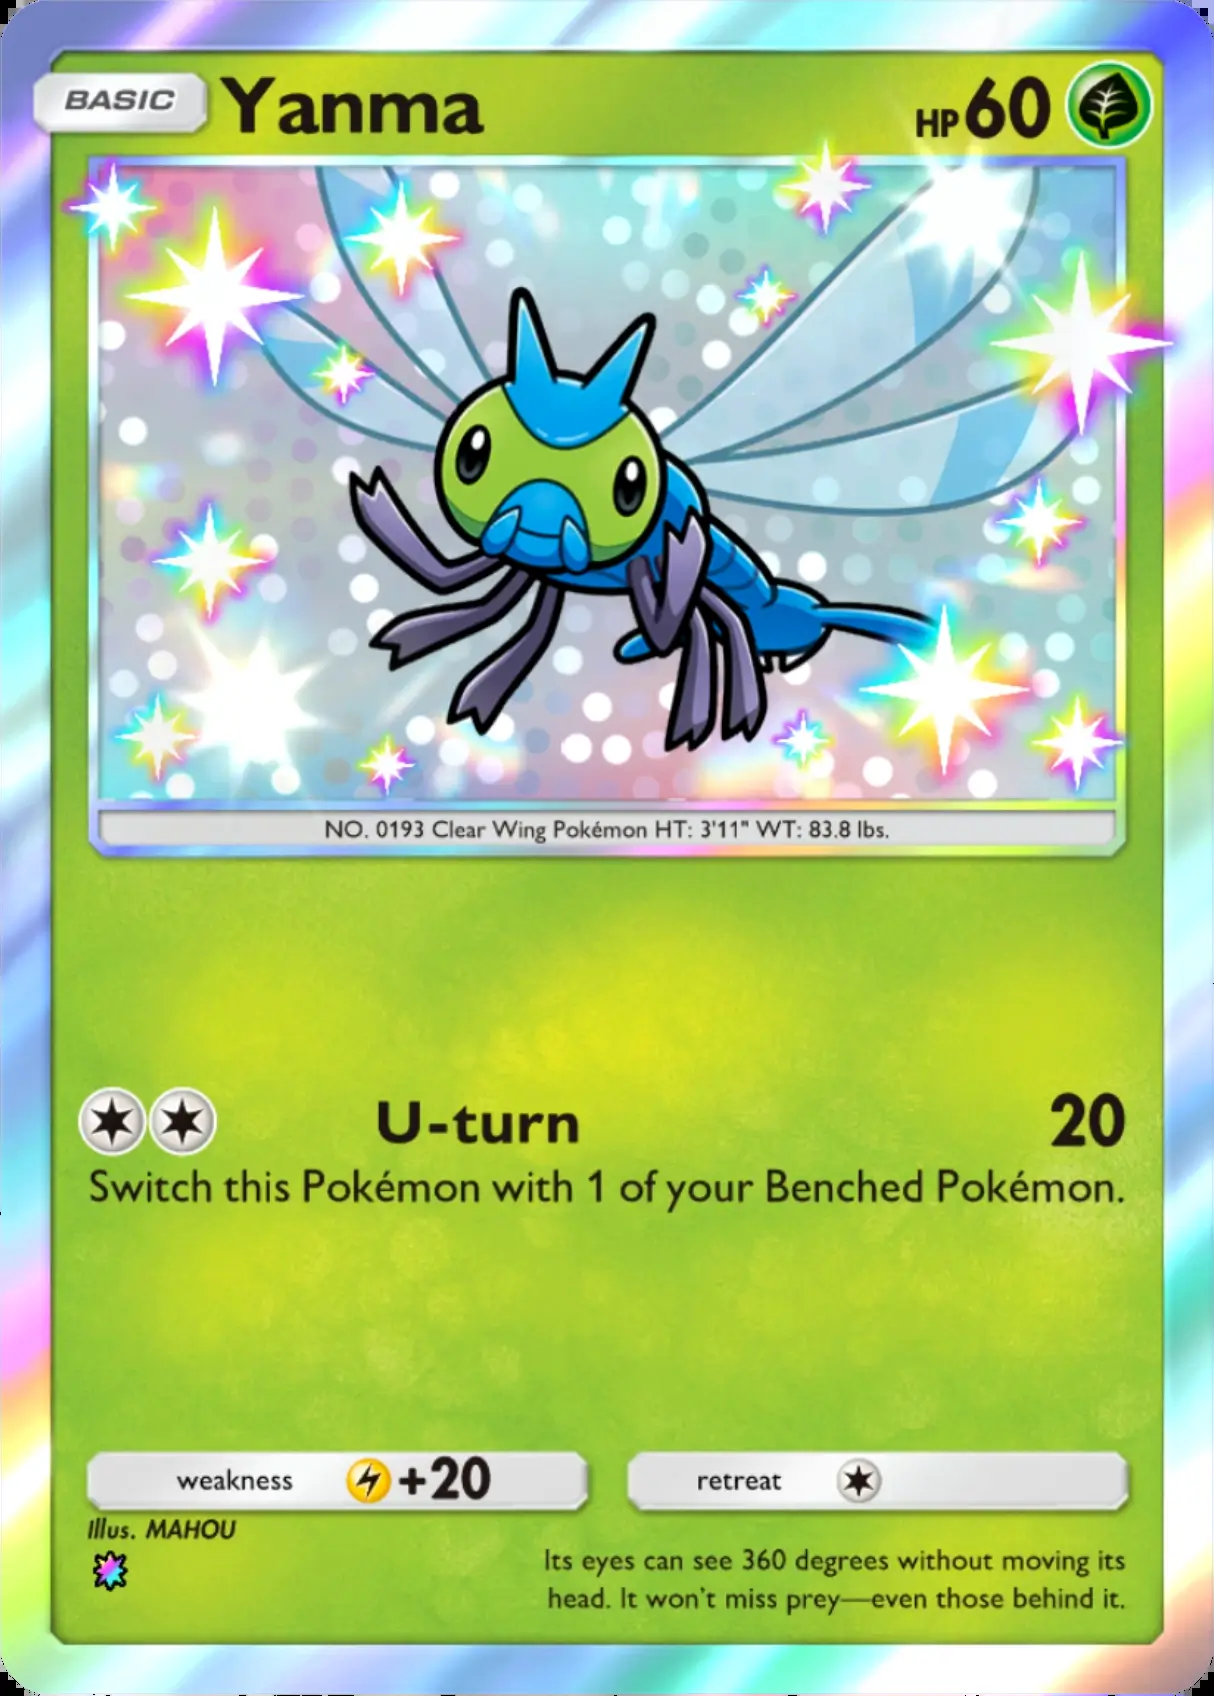 BASIC Yanma HP 60
NO. 0193 Clear Wing Pokémon HT: 3'11" WT: 83.8 lbs.
U-turn 20
Switch this Pokémon with 1 of your Benched Pokémon.
weakness +20 retreat
Illus. MAHOU
Its eyes can see 360 degrees without moving its
head. It won't miss prey—even those behind it.